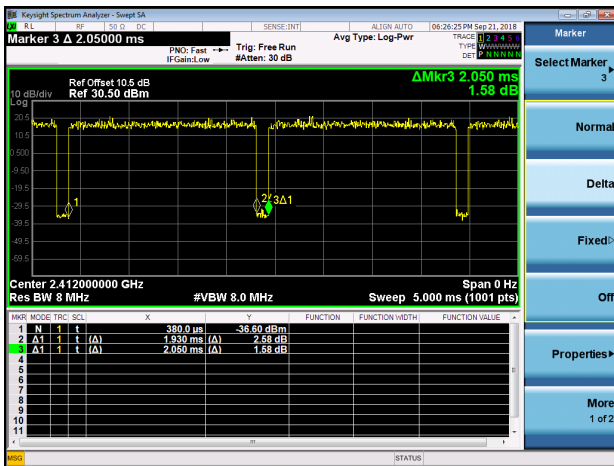 Keysight Spectrum Analyzer - Swept SA
RL RF 50 Ω DC SENSE:INT ALIGN AUTO 06:26:25 PM Sep 21, 2018
Marker 3 Δ 2.05000 ms
PNO: Fast
IFGain:Low
Trig: Free Run
#Atten: 30 dB
Avg Type: Log-Pwr
TRACE 1 2 3 4 5 6
TYPE WWWWWW
DET P N N N N N
Ref Offset 10.5 dB
10 dB/div Ref 30.50 dBm
Log
ΔMkr3 2.050 ms
1.58 dB
20.5
10.5
0.500
-9.50
-19.5
-29.5
-39.5
-49.5
-59.5
1
2
3Δ1
Center 2.412000000 GHz Span 0 Hz
Res BW 8 MHz #VBW 8.0 MHz Sweep 5.000 ms (1001 pts)
MKR MODE TRC SCL X Y FUNCTION FUNCTION WIDTH FUNCTION VALUE
1 N 1 t 380.0 µs -36.60 dBm
2 Δ1 1 t (Δ) 1.930 ms (Δ) 2.58 dB
3 Δ1 1 t (Δ) 2.050 ms (Δ) 1.58 dB
4
5
6
7
8
9
10
11
MSG STATUS
Marker
Select Marker
3
Normal
Delta
Fixed
Off
Properties
More
1 of 2